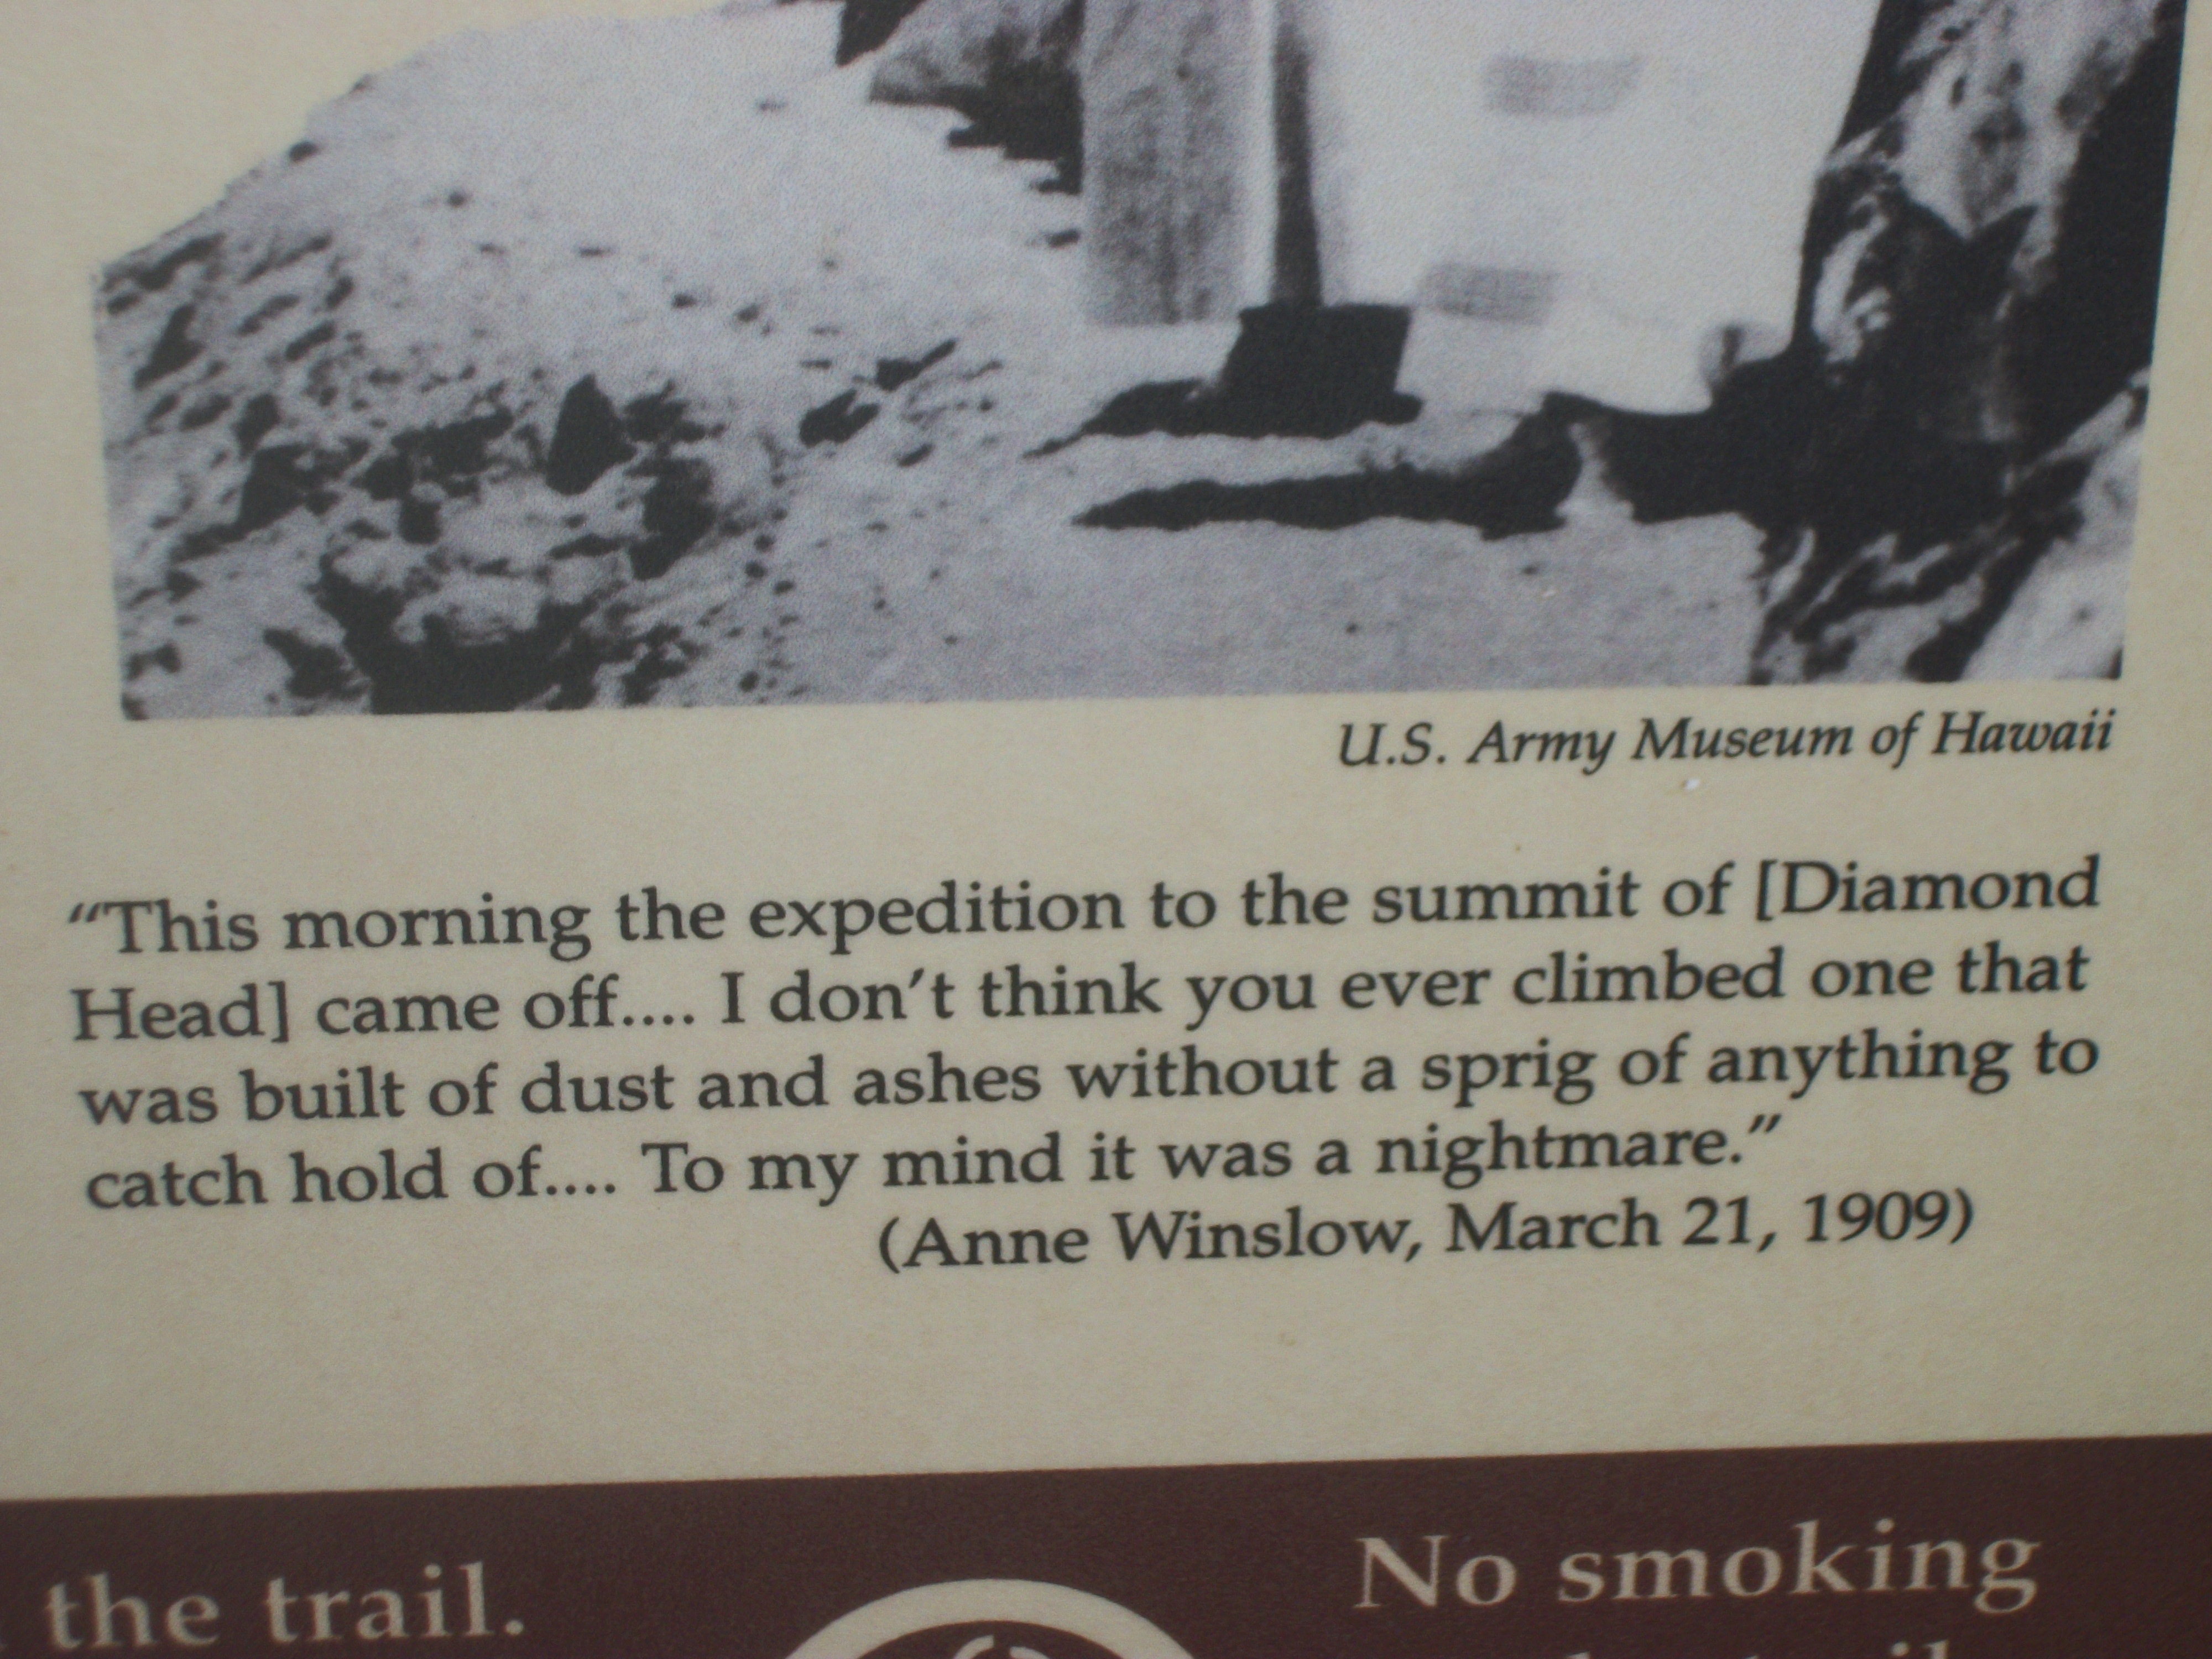 U.S. Army Museum of Hawaii
“This morning the expedition to the summit of [Diamond
Head] came off.... I don’t think you ever climbed one that
was built of dust and ashes without a sprig of anything to
catch hold of.... To my mind it was a nightmare.”
(Anne Winslow, March 21, 1909)
the trail.
No smoking